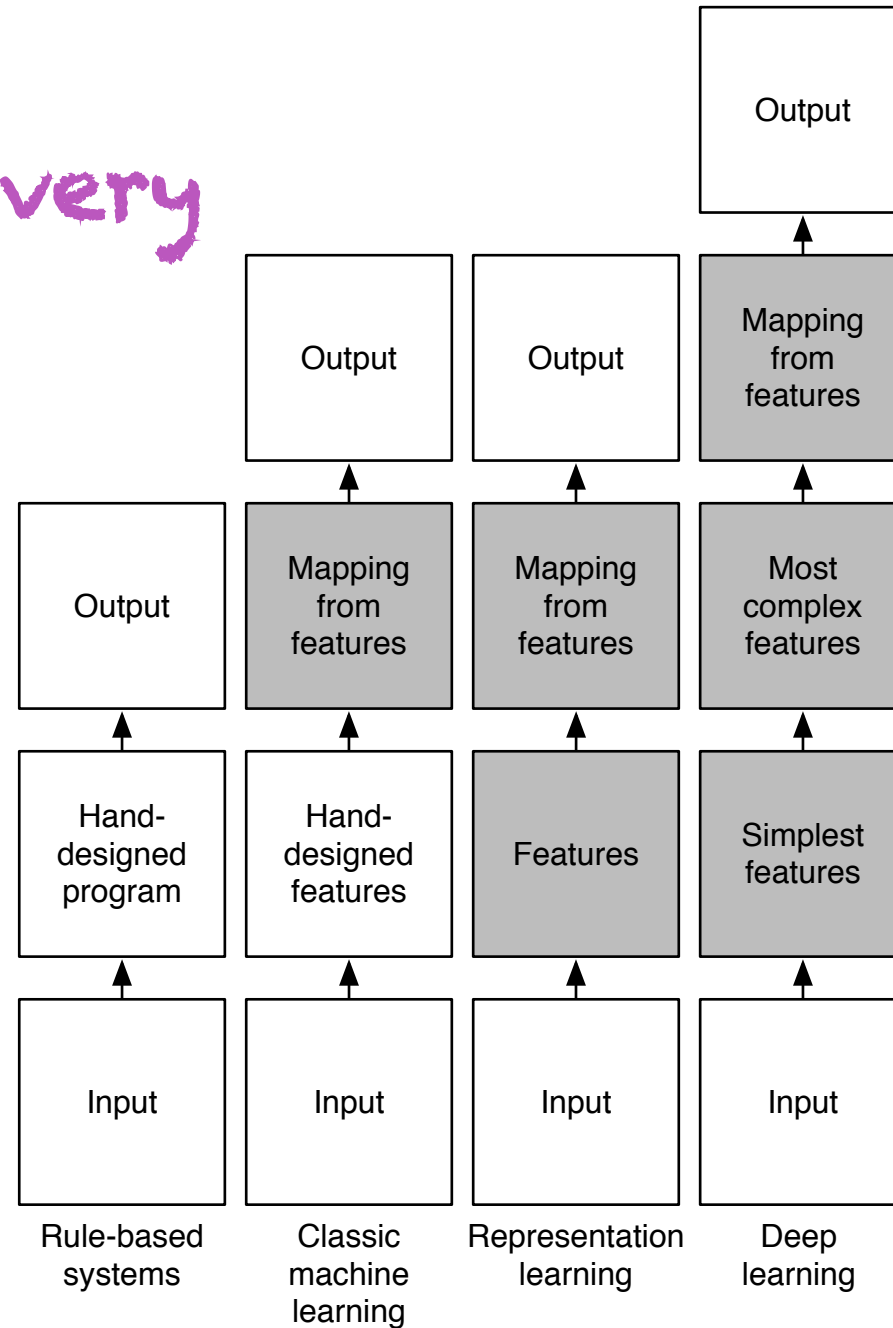 very
Output
Mapping
from
features
Most
complex
features
Simplest
features
Input
Deep
learning
Output
Mapping
from
features
Features
Input
Representation
learning
Output
Mapping
from
features
Hand-
designed
features
Input
Classic
machine
learning
Output
Hand-
designed
program
Input
Rule-based
systems